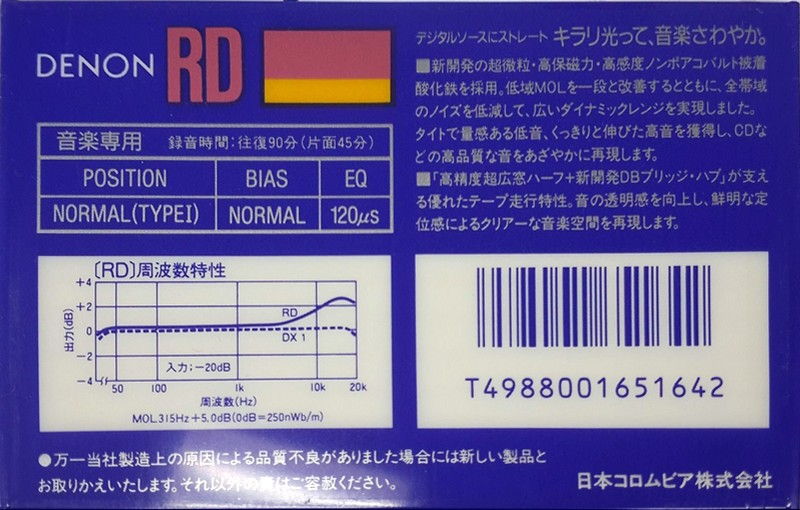 DENON RD
音楽専用 録音時間:往復90分(片面45分)
POSITION BIAS EQ
NORMAL(TYPEI) NORMAL 120μs
デジタルソースにストレート キラリ光って、音楽さわやか。
■新開発の超微粒・高保磁力・高感度ノンポアコバルト被着
酸化鉄を採用。低域MOLを一段と改善するとともに、全帯域
のノイズを低減して、広いダイナミックレンジを実現しました。
タイトで量感ある低音、くっきりと伸びた高音を獲得し、CDな
どの高品質な音をあざやかに再現します。
■「高精度超広窓ハーフ+新開発DBブリッジ・ハブ」が支え
る優れたテープ走行特性。音の透明感を向上し、鮮明な定
位感によるクリアーな音楽空間を再現します。
〔RD〕周波数特性
出力(dB)
+4
+2
0
−2
−4
RD
DX 1
入力;−20dB
50 100 1k 10k 20k
周波数(Hz)
MOL315Hz+5.0dB(0dB=250nWb/m)
T4988001651642
●万一当社製造上の原因による品質不良がありました場合には新しい製品と
お取りかえいたします。それ以外の責はご容赦ください。
日本コロムビア株式会社